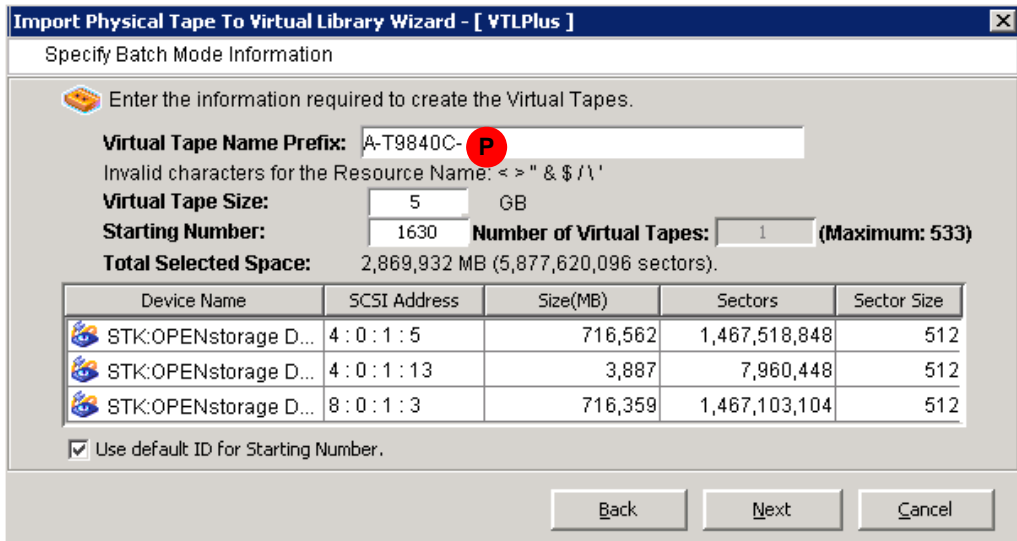 Import Physical Tape To Virtual Library Wizard - [ VTLPlus ]
Specify Batch Mode Information
Enter the information required to create the Virtual Tapes.
Virtual Tape Name Prefix: A-T9840C- P
Invalid characters for the Resource Name: < > " & $ / \ '
Virtual Tape Size: 5 GB
Starting Number: 1630 Number of Virtual Tapes: 1 (Maximum: 533)
Total Selected Space: 2,869,932 MB (5,877,620,096 sectors).
Device Name SCSI Address Size(MB) Sectors Sector Size
STK:OPENstorage D... 4 : 0 : 1 : 5 716,562 1,467,518,848 512
STK:OPENstorage D... 4 : 0 : 1 : 13 3,887 7,960,448 512
STK:OPENstorage D... 8 : 0 : 1 : 3 716,359 1,467,103,104 512
Use default ID for Starting Number.
Back Next Cancel